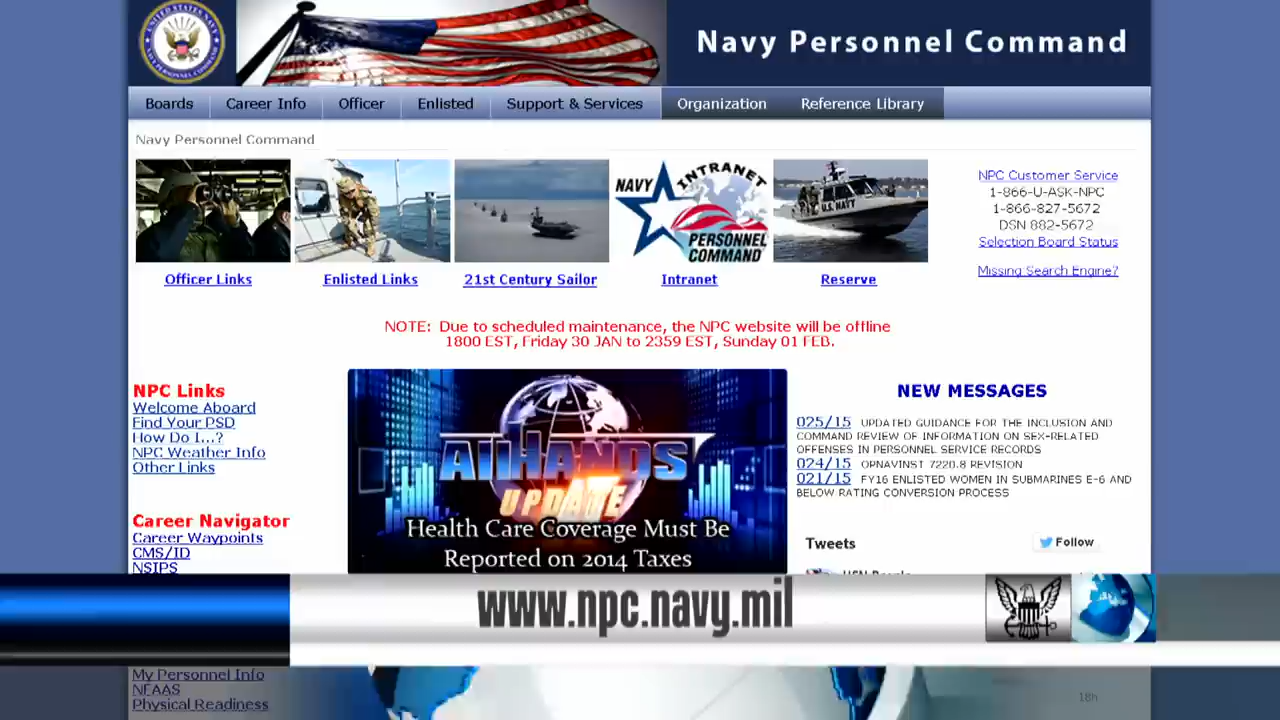 Navy Personnel Command
Boards
Career Info
Officer
Enlisted
Support & Services
Organization
Reference Library
Navy Personnel Command
NAVY
INTRANET
PERSONNEL
COMMAND
U.S. NAVY
NPC Customer Service
1-866-U-ASK-NPC
1-866-827-5672
DSN 882-5672
Selection Board Status
Missing Search Engine?
Officer Links
Enlisted Links
21st Century Sailor
Intranet
Reserve
NOTE: Due to scheduled maintenance, the NPC website will be offline
1800 EST, Friday 30 JAN to 2359 EST, Sunday 01 FEB.
NPC Links
Welcome Aboard
Find Your PSD
How Do I...?
NPC Weather Info
Other Links
Career Navigator
Career Waypoints
CMS/ID
NSIPS
AllHANDS
UPDATE
Health Care Coverage Must Be
Reported on 2014 Taxes
NEW MESSAGES
025/15 UPDATED GUIDANCE FOR THE INCLUSION AND
COMMAND REVIEW OF INFORMATION ON SEX-RELATED
OFFENSES IN PERSONNEL SERVICE RECORDS
024/15 OPNAVINST 7220.8 REVISION
021/15 FY16 ENLISTED WOMEN IN SUBMARINES E-6 AND
BELOW RATING CONVERSION PROCESS
Tweets
Follow
www.npc.navy.mil
My Personnel Info
NFAAS
Physical Readiness
18h